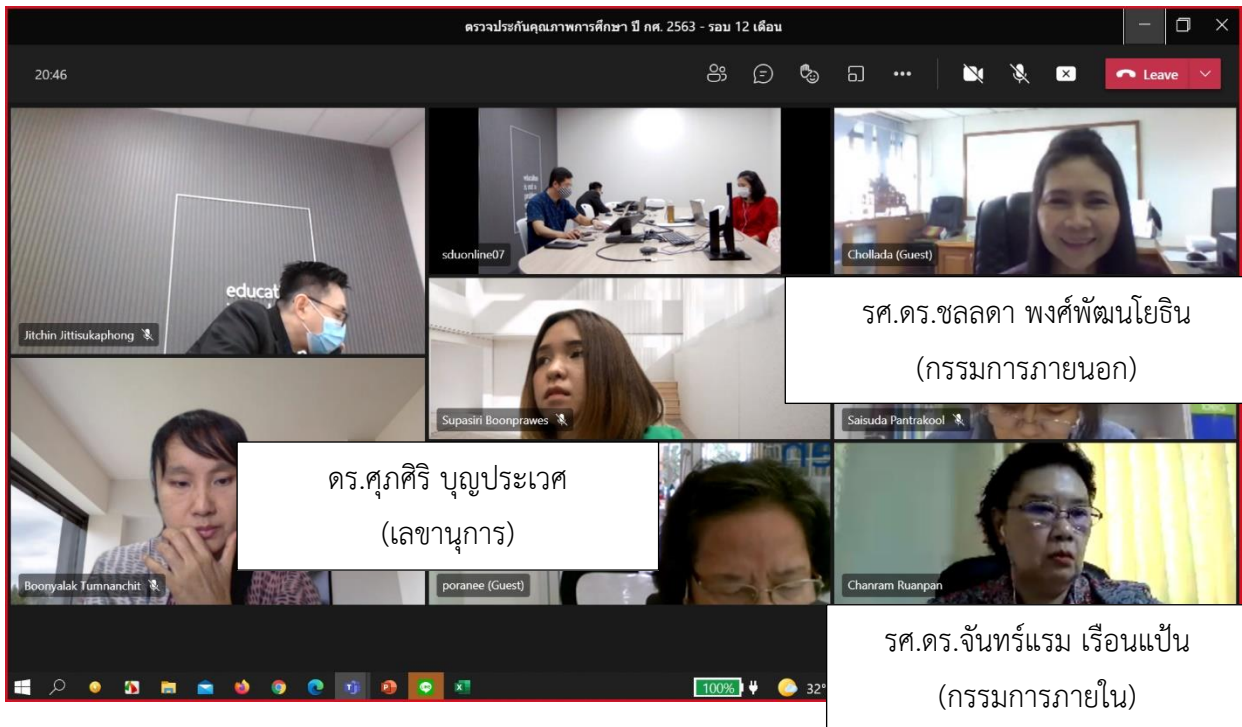 ตรวจประกันคุณภาพการศึกษา ปี กศ. 2563 - รอบ 12 เดือน
20:46
Leave
educat
Jitchin Jittisukaphong
sduonline07
Chollada (Guest)
รศ.ดร.ชลลดา พงศ์พัฒนโยธิน
(กรรมการภายนอก)
Supasiri Boonprawes
Saisuda Pantrakool
ดร.ศุภศิริ บุญประเวศ
(เลขานุการ)
Boonyalak Tumnanchit
poranee (Guest)
Chanram Ruanpan
รศ.ดร.จันทร์แรม เรือนแป้น
(กรรมการภายใน)
100%
32°